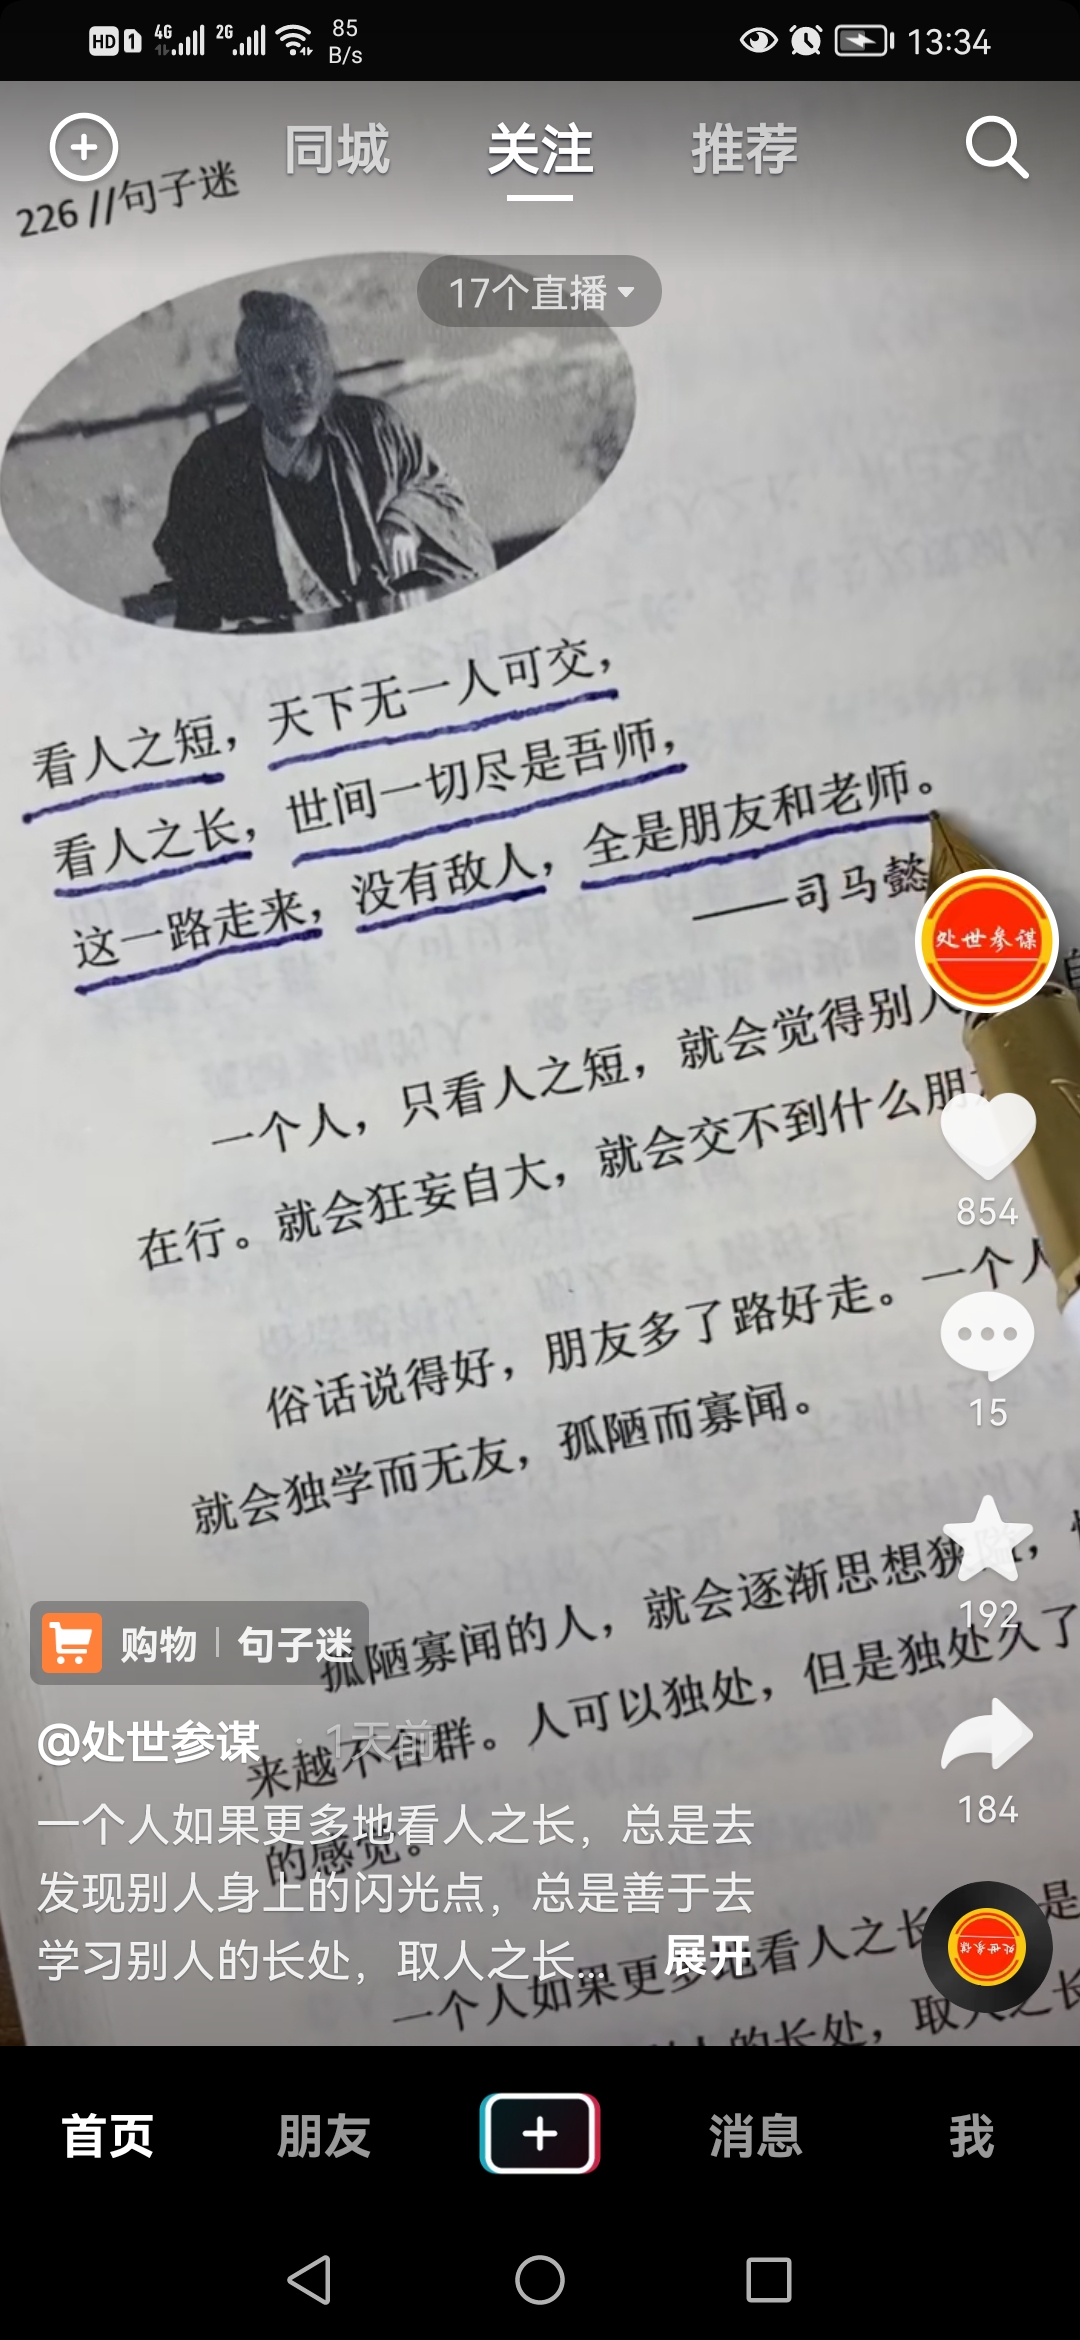 HD 1 4G 2G 85 B/s 13:34
同城 关注 推荐
226 //句子迷
17个直播
看人之短，天下无一人可交，
看人之长，世间一切尽是吾师，
这一路走来，没有敌人，全是朋友和老师。
——司马懿
处世参谋
一个人，只看人之短，就会觉得别人
在行。就会狂妄自大，就会交不到什么朋
854
俗话说得好，朋友多了路好走。一个人
就会独学而无友，孤陋而寡闻。
15
孤陋寡闻的人，就会逐渐思想狭隘，
192
购物 句子迷
来越不合群。人可以独处，但是独处久了
的感觉。
@处世参谋 · 1天前
184
一个人如果更多地看人之长，总是去
发现别人身上的闪光点，总是善于去
学习别人的长处，取人之长... 展开
一个人如果更多地看人之长 是
人的长处，取人之长
首页 朋友 消息 我